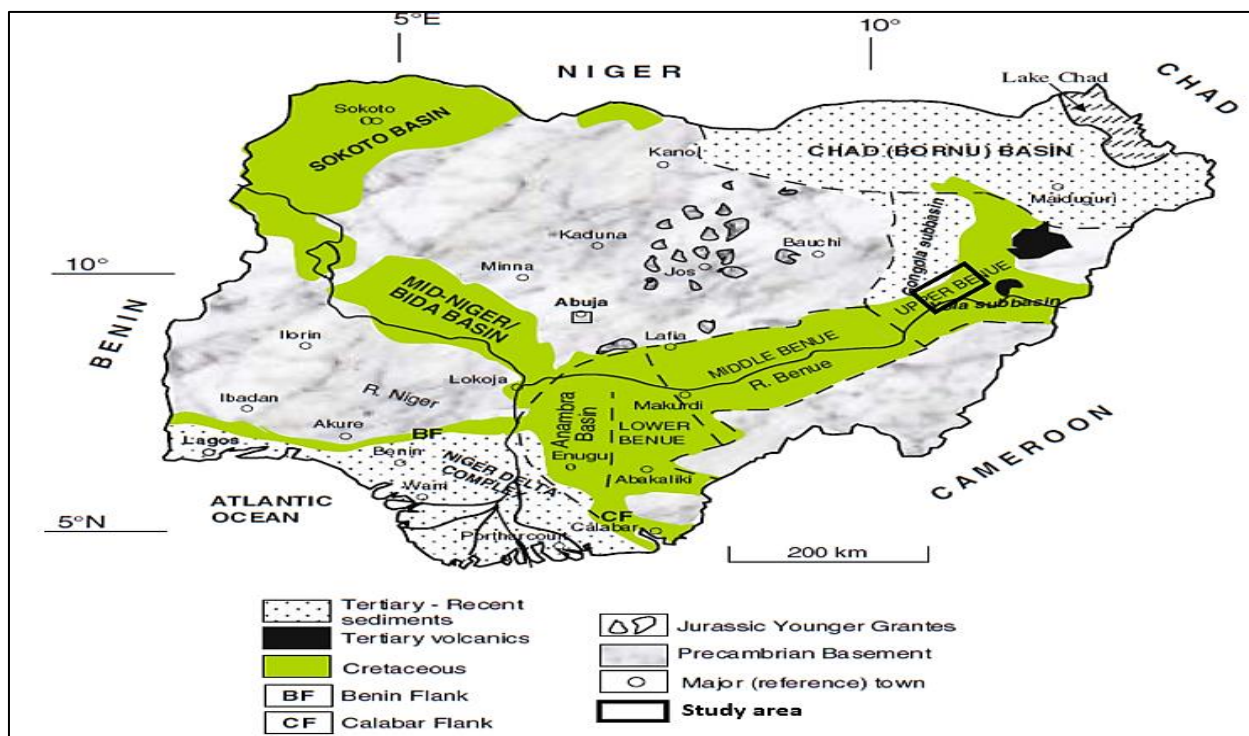 5°E
10°
NIGER
CHAD
Lake Chad
Sokoto
SOKOTO BASIN
Kano
CHAD (BORNU) BASIN
Maiduguri
Gongola subbasin
Kaduna
Bauchi
Jos
Minna
10°
MID-NIGER/
BIDA BASIN
Abuja
UPPER BENUE
subbasin
BENIN
Ilorin
Lafia
MIDDLE BENUE
R. Benue
Lokoja
R. Niger
Ibadan
Makurdi
Akure
Anambra
Basin
LOWER
BENUE
BF
Lagos
Benin
Enugu
NIGER DELTA
COMPLEX
Abakaliki
Warri
CAMEROON
ATLANTIC
OCEAN
5°N
CF
Calabar
Portharcourt
200 km
Tertiary - Recent
sediments
Tertiary volcanics
Cretaceous
BF Benin Flank
CF Calabar Flank
Jurassic Younger Grantes
Precambrian Basement
Major (reference) town
Study area